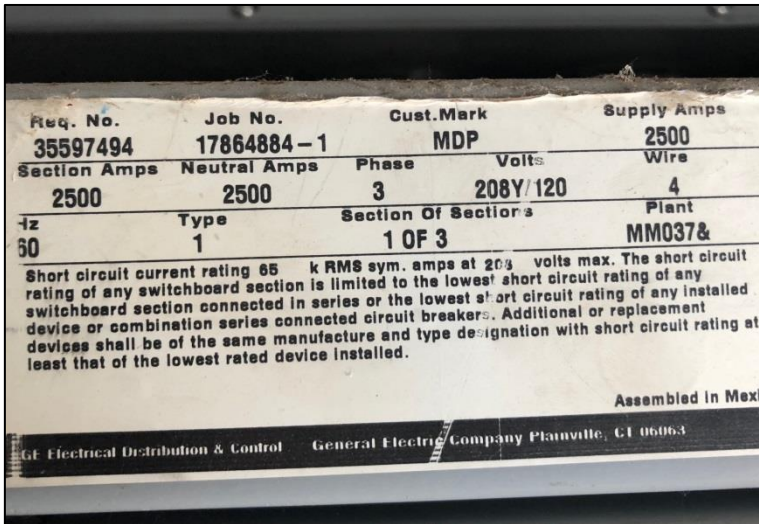 Req. No. Job No. Cust.Mark Supply Amps
35597494 17864884-1 MDP 2500
Section Amps Neutral Amps Phase Volts Wire
2500 2500 3 208Y/120 4
Hz Type Section Of Sections Plant
60 1 1 OF 3 MM037&
Short circuit current rating 65 k RMS sym. amps at 208 volts max. The short circuit
rating of any switchboard section is limited to the lowest short circuit rating of any
switchboard section connected in series or the lowest short circuit rating of any installed
device or combination series connected circuit breakers. Additional or replacement
devices shall be of the same manufacture and type designation with short circuit rating at
least that of the lowest rated device installed.
Assembled in Mexi
GE Electrical Distribution & Control General Electric Company Plainville, CT 06063